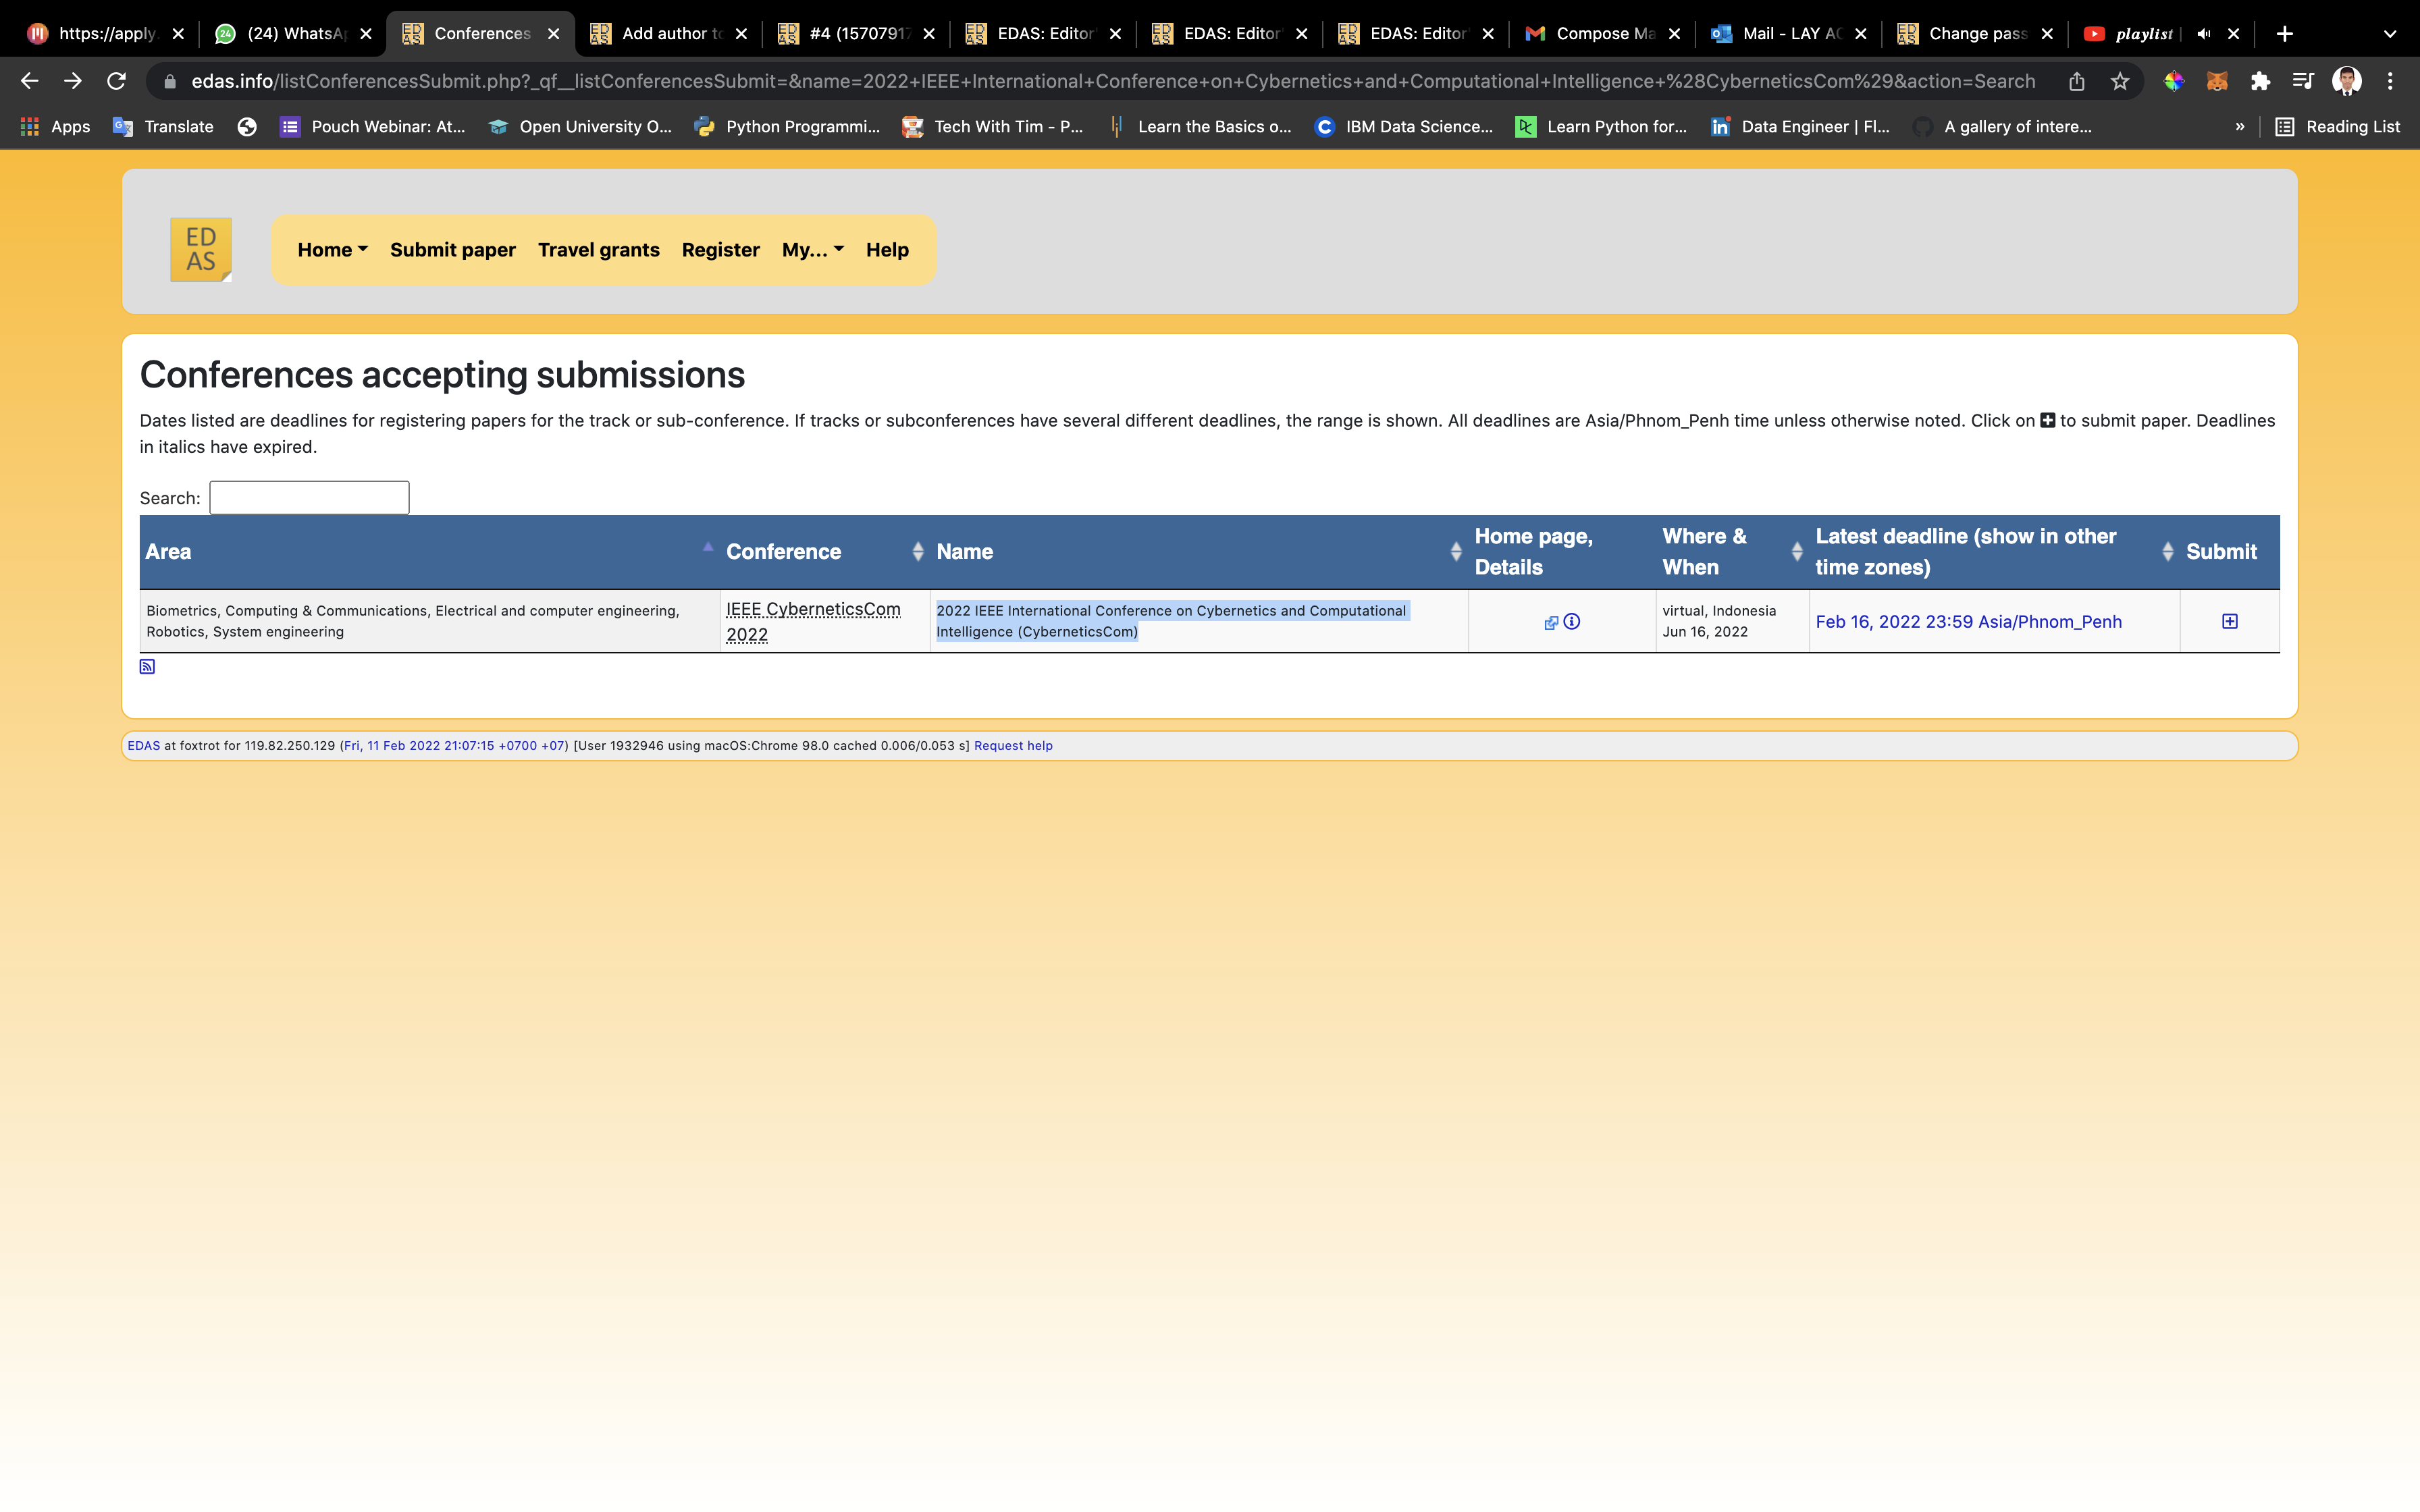 https://apply.
(24) WhatsAp
Conferences
Add author to
#4 (1570791
EDAS: Editor'
EDAS: Editor'
EDAS: Editor'
Compose Ma
Mail - LAY AC
Change pass
playlist |
edas.info/listConferencesSubmit.php?_qf__listConferencesSubmit=&name=2022+IEEE+International+Conference+on+Cybernetics+and+Computational+Intelligence+%28CyberneticsCom%29&action=Search
Apps
Translate
Pouch Webinar: At...
Open University O...
Python Programmi...
Tech With Tim - P...
Learn the Basics o...
IBM Data Science...
Learn Python for...
Data Engineer | Fl...
A gallery of intere...
»
Reading List
ED
AS
Home
Submit paper
Travel grants
Register
My...
Help
Conferences accepting submissions
Dates listed are deadlines for registering papers for the track or sub-conference. If tracks or subconferences have several different deadlines, the range is shown. All deadlines are Asia/Phnom_Penh time unless otherwise noted. Click on to submit paper. Deadlines
in italics have expired.
Search:
Area
Conference
Name
Home page,
Details
Where &
When
Latest deadline (show in other
time zones)
Submit
Biometrics, Computing & Communications, Electrical and computer engineering,
Robotics, System engineering
IEEE CyberneticsCom
2022
2022 IEEE International Conference on Cybernetics and Computational
Intelligence (CyberneticsCom)
virtual, Indonesia
Jun 16, 2022
Feb 16, 2022 23:59 Asia/Phnom_Penh
EDAS at foxtrot for 119.82.250.129 (Fri, 11 Feb 2022 21:07:15 +0700 +07) [User 1932946 using macOS:Chrome 98.0 cached 0.006/0.053 s] Request help